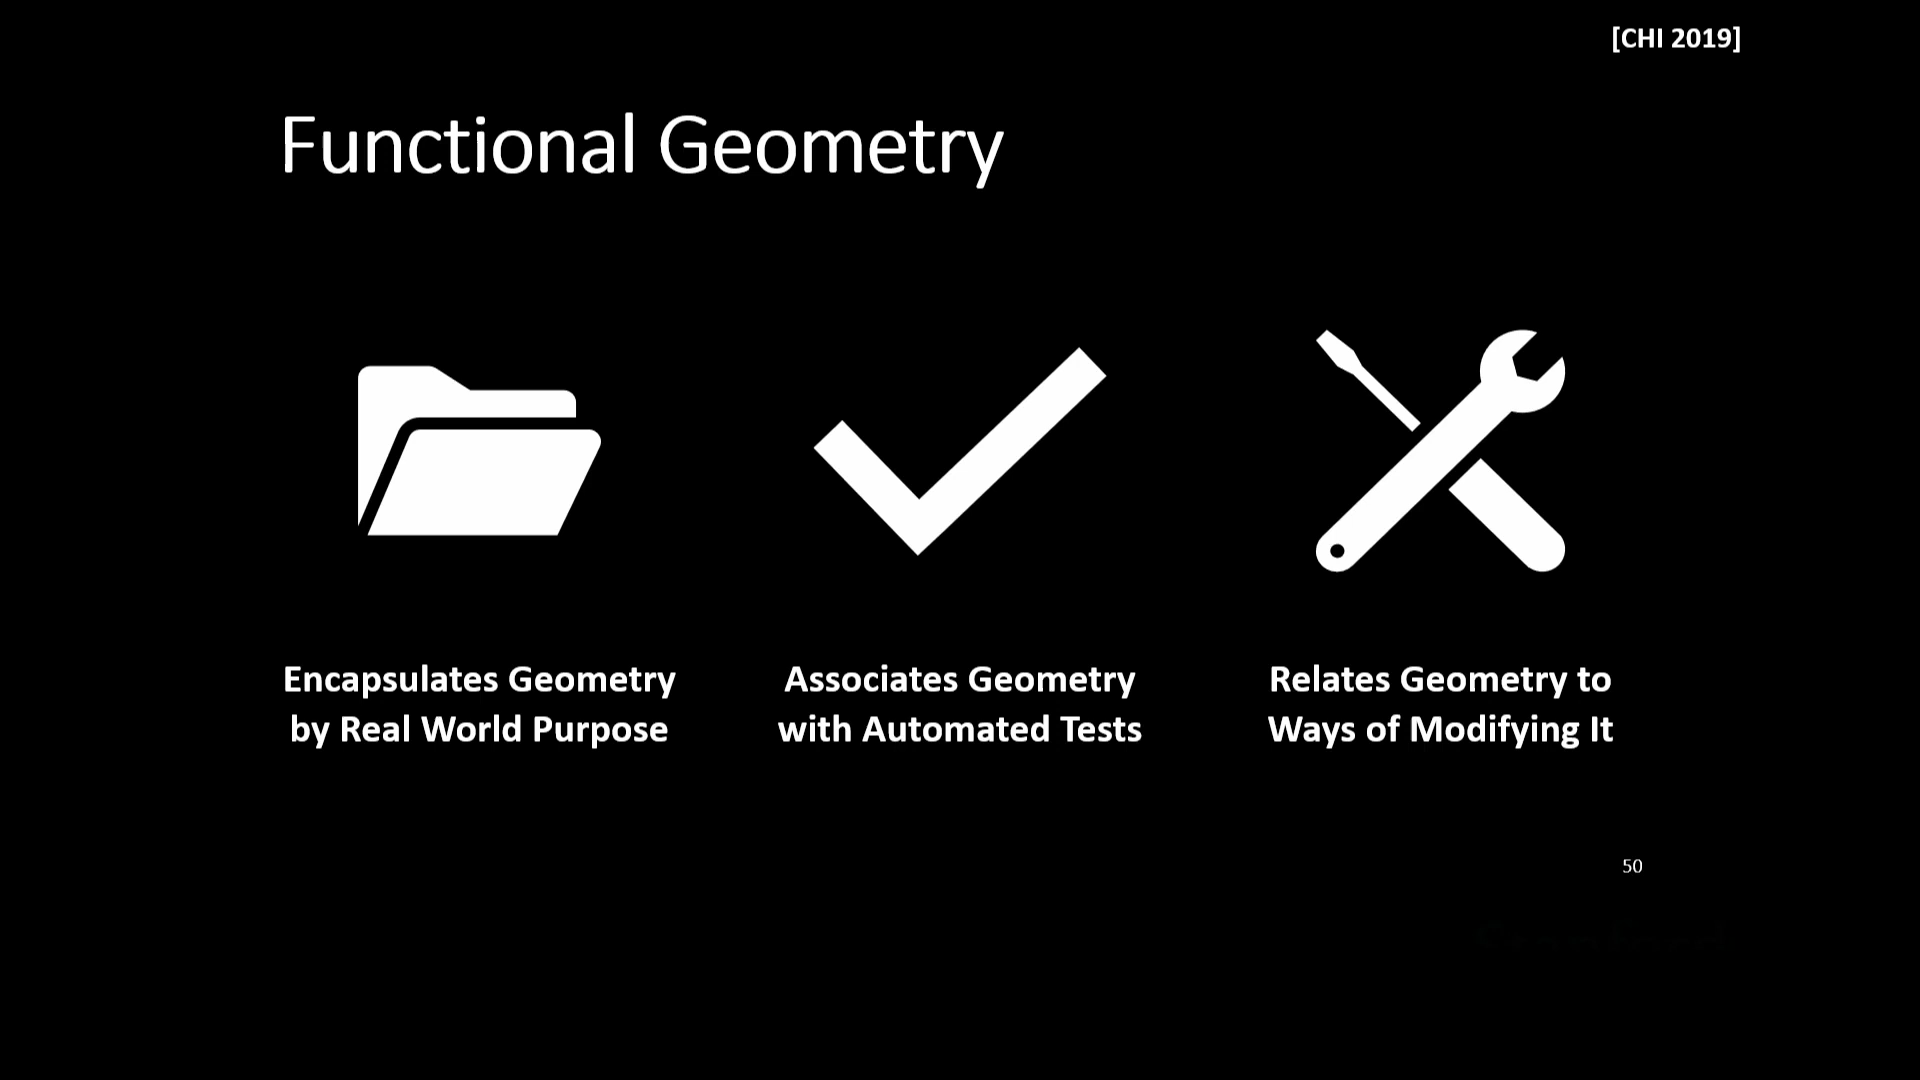 [CHI 2019]
Functional Geometry
Encapsulates Geometry
by Real World Purpose
Associates Geometry
with Automated Tests
Relates Geometry to
Ways of Modifying It
50